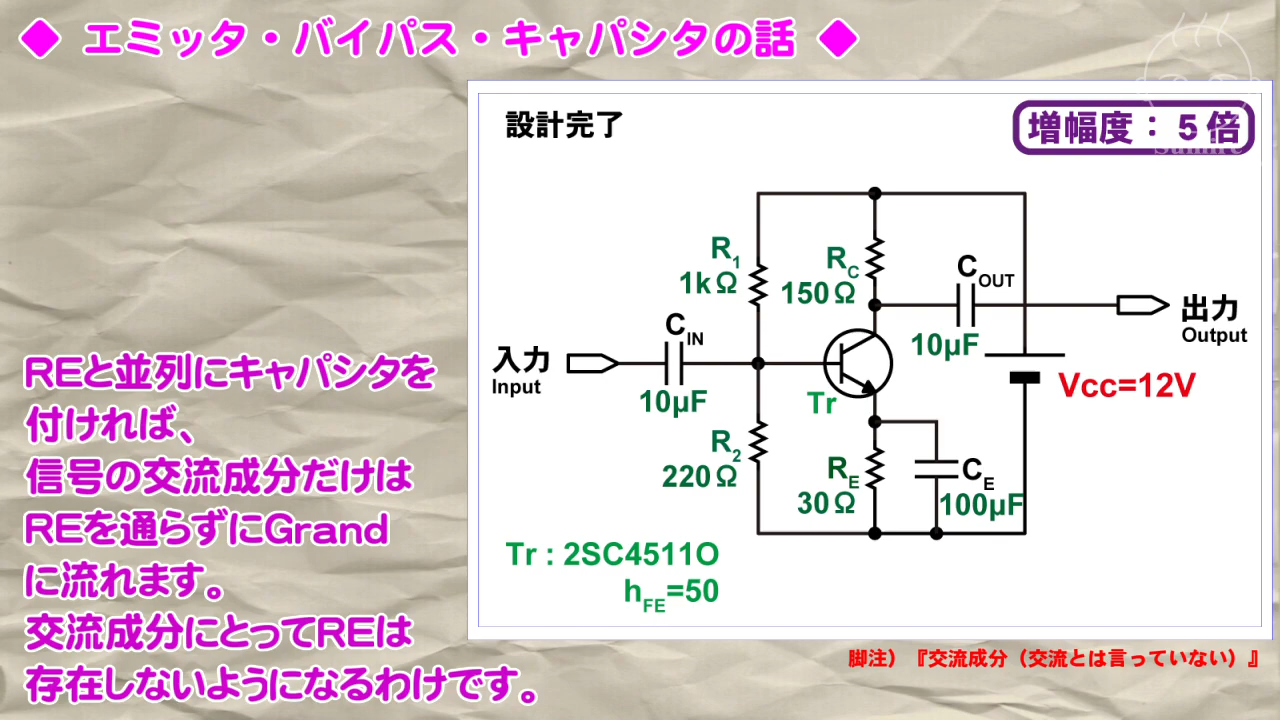 ◆ エミッタ・バイパス・キャパシタの話 ◆
設計完了
増幅度：５倍
R1
1kΩ
RC
150Ω
COUT
10μF
出力
Output
CIN
10μF
入力
Input
Tr
Vcc=12V
R2
220Ω
RE
30Ω
CE
100μF
Tr : 2SC4511O
hFE=50
REと並列にキャパシタを
付ければ、
信号の交流成分だけは
REを通らずにGrand
に流れます。
交流成分にとってREは
存在しないようになるわけです。
脚注）『交流成分（交流とは言っていない）』